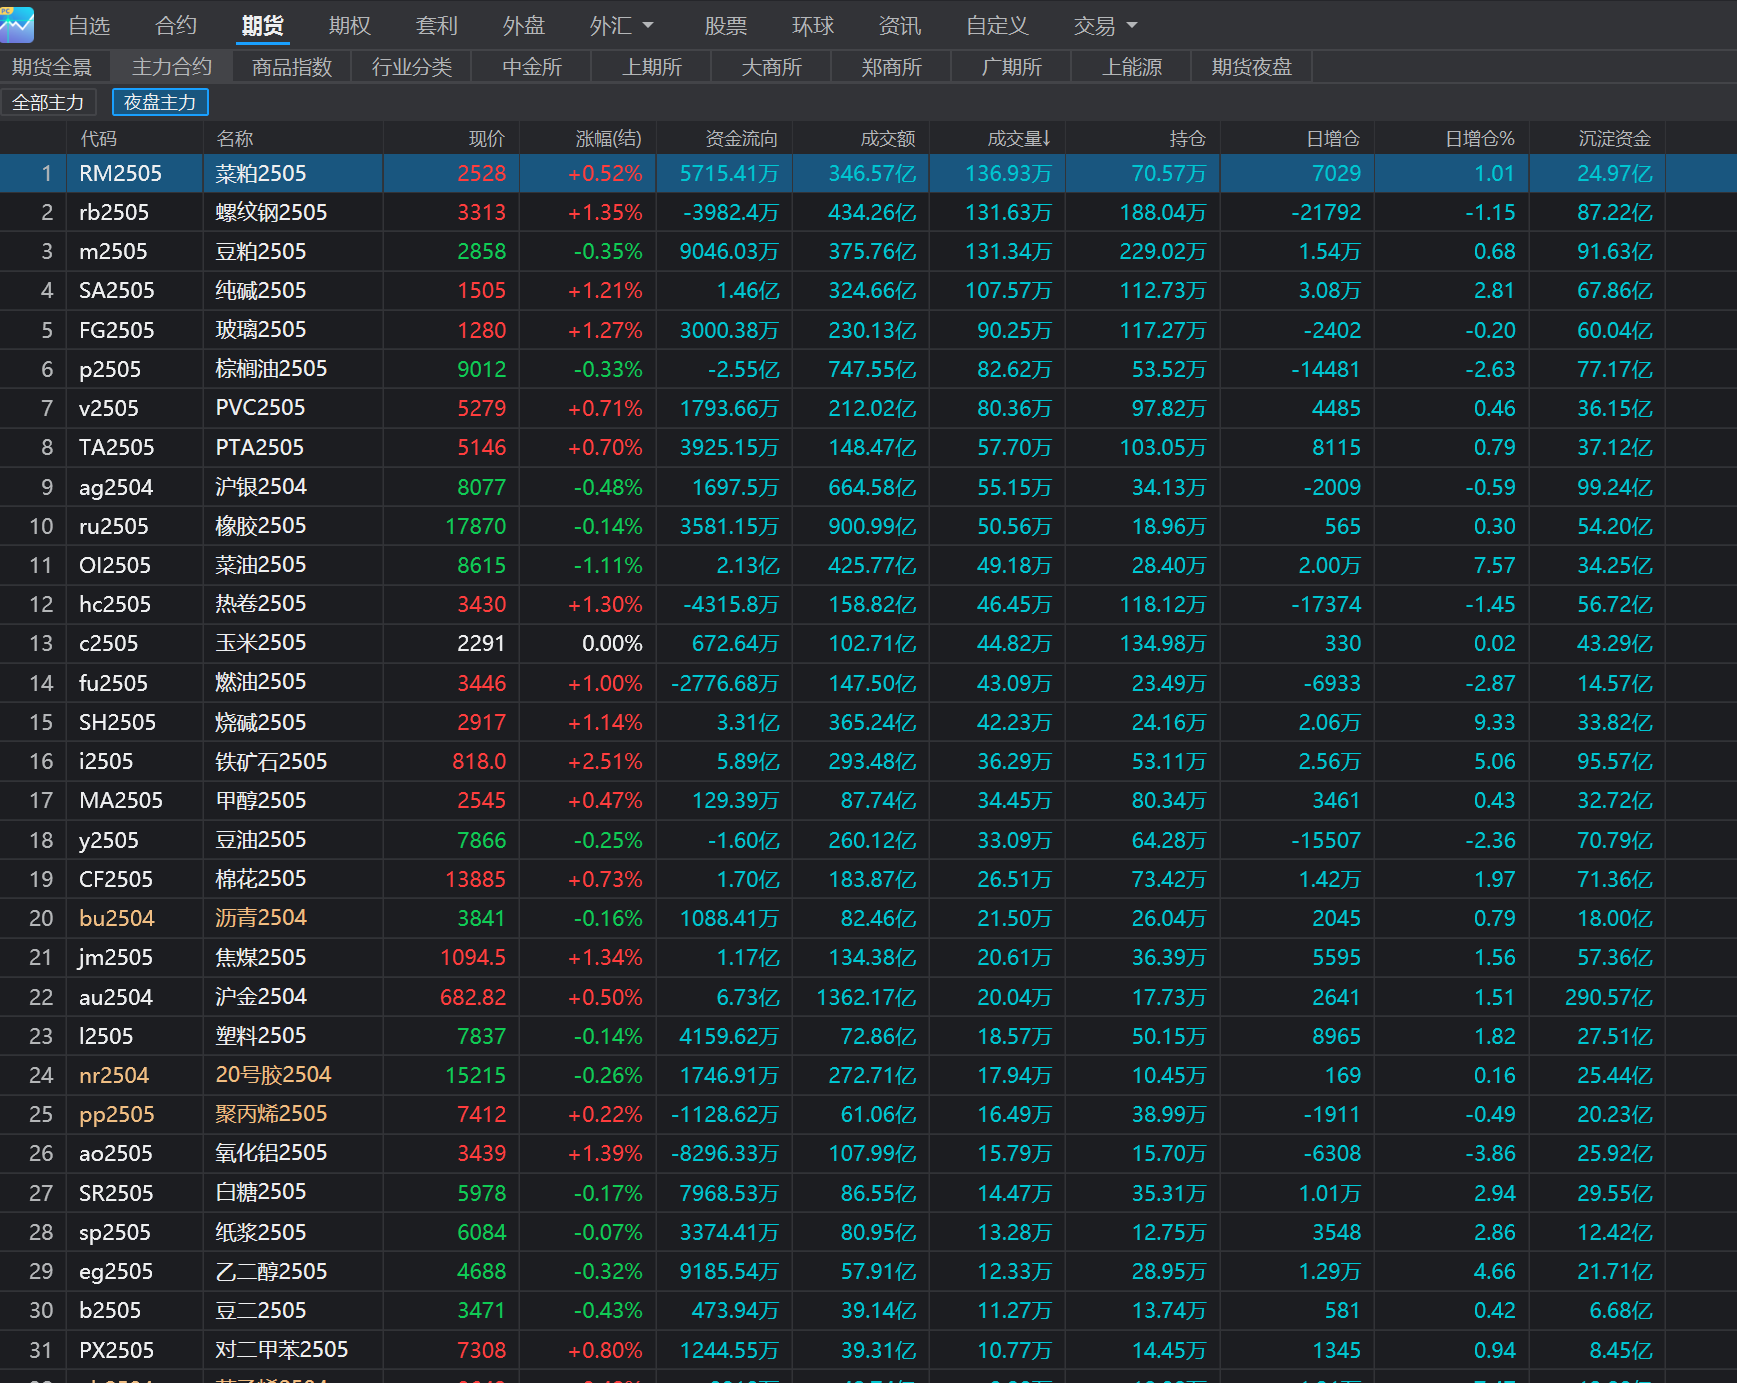 PC
自选 合约 期货 期权 套利 外盘 外汇 股票 环球 资讯 自定义 交易
期货全景 主力合约 商品指数 行业分类 中金所 上期所 大商所 郑商所 广期所 上能源 期货夜盘
全部主力 夜盘主力
代码 名称 现价 涨幅(结) 资金流向 成交额 成交量↓ 持仓 日增仓 日增仓% 沉淀资金
1 RM2505 菜粕2505 2528 +0.52% 5715.41万 346.57亿 136.93万 70.57万 7029 1.01 24.97亿
2 rb2505 螺纹钢2505 3313 +1.35% -3982.4万 434.26亿 131.63万 188.04万 -21792 -1.15 87.22亿
3 m2505 豆粕2505 2858 -0.35% 9046.03万 375.76亿 131.34万 229.02万 1.54万 0.68 91.63亿
4 SA2505 纯碱2505 1505 +1.21% 1.46亿 324.66亿 107.57万 112.73万 3.08万 2.81 67.86亿
5 FG2505 玻璃2505 1280 +1.27% 3000.38万 230.13亿 90.25万 117.27万 -2402 -0.20 60.04亿
6 p2505 棕榈油2505 9012 -0.33% -2.55亿 747.55亿 82.62万 53.52万 -14481 -2.63 77.17亿
7 v2505 PVC2505 5279 +0.71% 1793.66万 212.02亿 80.36万 97.82万 4485 0.46 36.15亿
8 TA2505 PTA2505 5146 +0.70% 3925.15万 148.47亿 57.70万 103.05万 8115 0.79 37.12亿
9 ag2504 沪银2504 8077 -0.48% 1697.5万 664.58亿 55.15万 34.13万 -2009 -0.59 99.24亿
10 ru2505 橡胶2505 17870 -0.14% 3581.15万 900.99亿 50.56万 18.96万 565 0.30 54.20亿
11 OI2505 菜油2505 8615 -1.11% 2.13亿 425.77亿 49.18万 28.40万 2.00万 7.57 34.25亿
12 hc2505 热卷2505 3430 +1.30% -4315.8万 158.82亿 46.45万 118.12万 -17374 -1.45 56.72亿
13 c2505 玉米2505 2291 0.00% 672.64万 102.71亿 44.82万 134.98万 330 0.02 43.29亿
14 fu2505 燃油2505 3446 +1.00% -2776.68万 147.50亿 43.09万 23.49万 -6933 -2.87 14.57亿
15 SH2505 烧碱2505 2917 +1.14% 3.31亿 365.24亿 42.23万 24.16万 2.06万 9.33 33.82亿
16 i2505 铁矿石2505 818.0 +2.51% 5.89亿 293.48亿 36.29万 53.11万 2.56万 5.06 95.57亿
17 MA2505 甲醇2505 2545 +0.47% 129.39万 87.74亿 34.45万 80.34万 3461 0.43 32.72亿
18 y2505 豆油2505 7866 -0.25% -1.60亿 260.12亿 33.09万 64.28万 -15507 -2.36 70.79亿
19 CF2505 棉花2505 13885 +0.73% 1.70亿 183.87亿 26.51万 73.42万 1.42万 1.97 71.36亿
20 bu2504 沥青2504 3841 -0.16% 1088.41万 82.46亿 21.50万 26.04万 2045 0.79 18.00亿
21 jm2505 焦煤2505 1094.5 +1.34% 1.17亿 134.38亿 20.61万 36.39万 5595 1.56 57.36亿
22 au2504 沪金2504 682.82 +0.50% 6.73亿 1362.17亿 20.04万 17.73万 2641 1.51 290.57亿
23 l2505 塑料2505 7837 -0.14% 4159.62万 72.86亿 18.57万 50.15万 8965 1.82 27.51亿
24 nr2504 20号胶2504 15215 -0.26% 1746.91万 272.71亿 17.94万 10.45万 169 0.16 25.44亿
25 pp2505 聚丙烯2505 7412 +0.22% -1128.62万 61.06亿 16.49万 38.99万 -1911 -0.49 20.23亿
26 ao2505 氧化铝2505 3439 +1.39% -8296.33万 107.99亿 15.79万 15.70万 -6308 -3.86 25.92亿
27 SR2505 白糖2505 5978 -0.17% 7968.53万 86.55亿 14.47万 35.31万 1.01万 2.94 29.55亿
28 sp2505 纸浆2505 6084 -0.07% 3374.41万 80.95亿 13.28万 12.75万 3548 2.86 12.42亿
29 eg2505 乙二醇2505 4688 -0.32% 9185.54万 57.91亿 12.33万 28.95万 1.29万 4.66 21.71亿
30 b2505 豆二2505 3471 -0.43% 473.94万 39.14亿 11.27万 13.74万 581 0.42 6.68亿
31 PX2505 对二甲苯2505 7308 +0.80% 1244.55万 39.31亿 10.77万 14.45万 1345 0.94 8.45亿